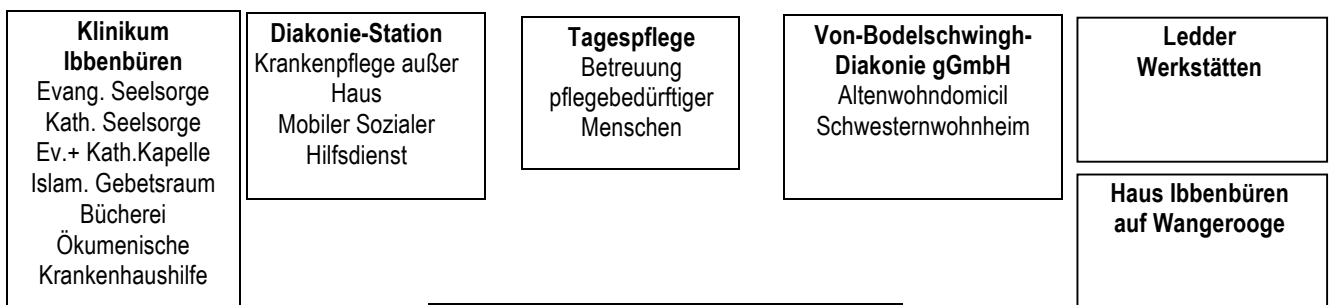 Klinikum
Ibbenbüren
Evang. Seelsorge
Kath. Seelsorge
Ev.+ Kath.Kapelle
Islam. Gebetsraum
Bücherei
Ökumenische
Krankenhaushilfe
Diakonie-Station
Krankenpflege außer
Haus
Mobiler Sozialer
Hilfsdienst
Tagespflege
Betreuung
pflegebedürftiger
Menschen
Von-Bodelschwingh-
Diakonie gGmbH
Altenwohndomicil
Schwesternwohnheim
Ledder
Werkstätten
Haus Ibbenbüren
auf Wangerooge